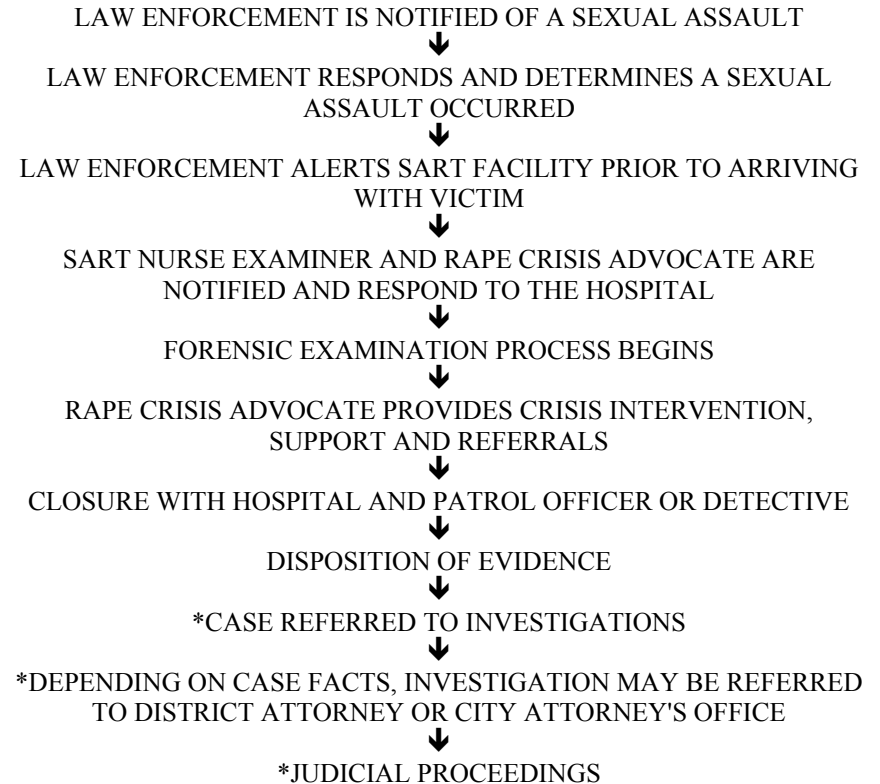 LAW ENFORCEMENT IS NOTIFIED OF A SEXUAL ASSAULT
LAW ENFORCEMENT RESPONDS AND DETERMINES A SEXUAL
ASSAULT OCCURRED
LAW ENFORCEMENT ALERTS SART FACILITY PRIOR TO ARRIVING
WITH VICTIM
SART NURSE EXAMINER AND RAPE CRISIS ADVOCATE ARE
NOTIFIED AND RESPOND TO THE HOSPITAL
FORENSIC EXAMINATION PROCESS BEGINS
RAPE CRISIS ADVOCATE PROVIDES CRISIS INTERVENTION,
SUPPORT AND REFERRALS
CLOSURE WITH HOSPITAL AND PATROL OFFICER OR DETECTIVE
DISPOSITION OF EVIDENCE
*CASE REFERRED TO INVESTIGATIONS
*DEPENDING ON CASE FACTS, INVESTIGATION MAY BE REFERRED
TO DISTRICT ATTORNEY OR CITY ATTORNEY'S OFFICE
*JUDICIAL PROCEEDINGS